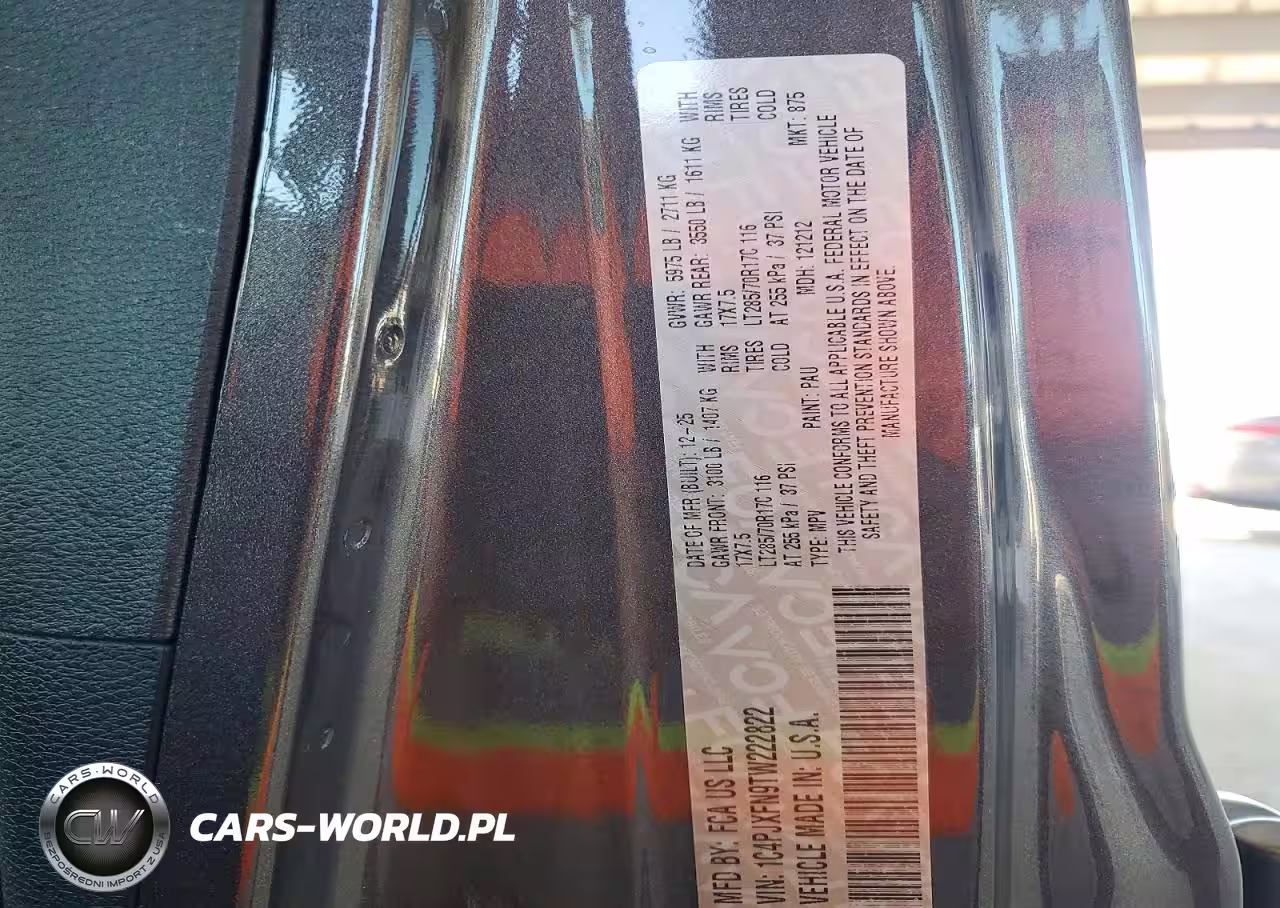 MFD BY: FCA US LLC
DATE OF MFR (BUILT): 12-25 GVWR: 5975 LB / 2711 KG
GAWR FRONT: 3100 LB / 1407 KG WITH GAWR REAR: 3550 LB / 1611 KG WITH
17X7.5 RIMS 17X7.5 RIMS
LT285/70R17C 116 TIRES LT285/70R17C 116 TIRES
AT 255 kPa / 37 PSI COLD AT 255 kPa / 37 PSI COLD
VIN: 1C4PJXFN9TW222822
TYPE: MPV PAINT: PAU MDH: 121212 MKT: 875
VEHICLE MADE IN: U.S.A.
THIS VEHICLE CONFORMS TO ALL APPLICABLE U.S.A. FEDERAL MOTOR VEHICLE
SAFETY AND THEFT PREVENTION STANDARDS IN EFFECT ON THE DATE OF
MANUFACTURE SHOWN ABOVE.
CARS-WORLD
CW
BEZPOŚREDNI IMPORT Z USA
CARS-WORLD.PL